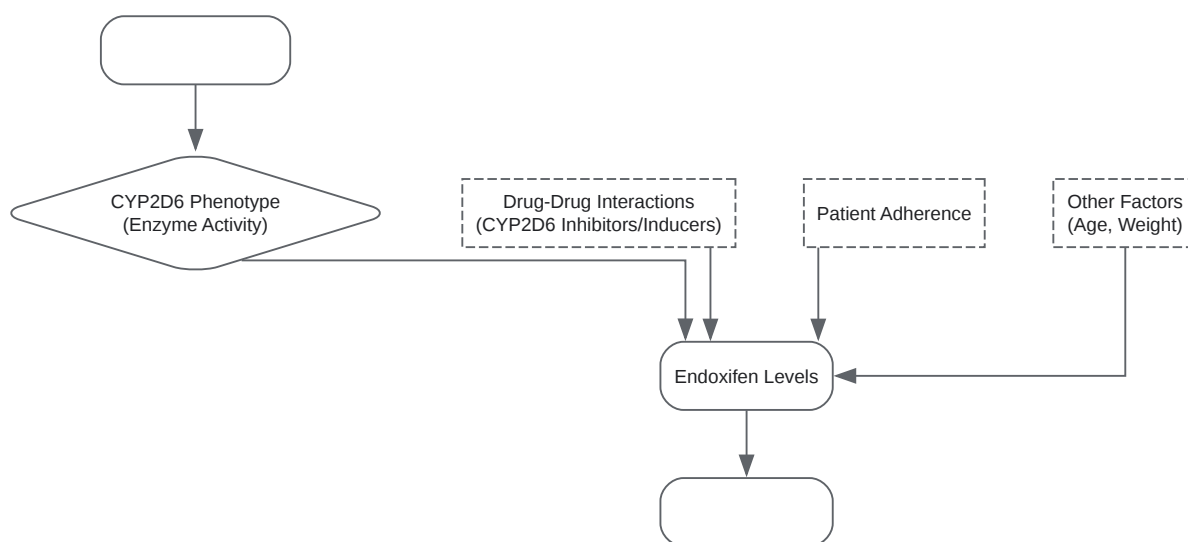 CYP2D6 Phenotype
(Enzyme Activity)
Drug-Drug Interactions
(CYP2D6 Inhibitors/Inducers)
Patient Adherence
Other Factors
(Age, Weight)
Endoxifen Levels